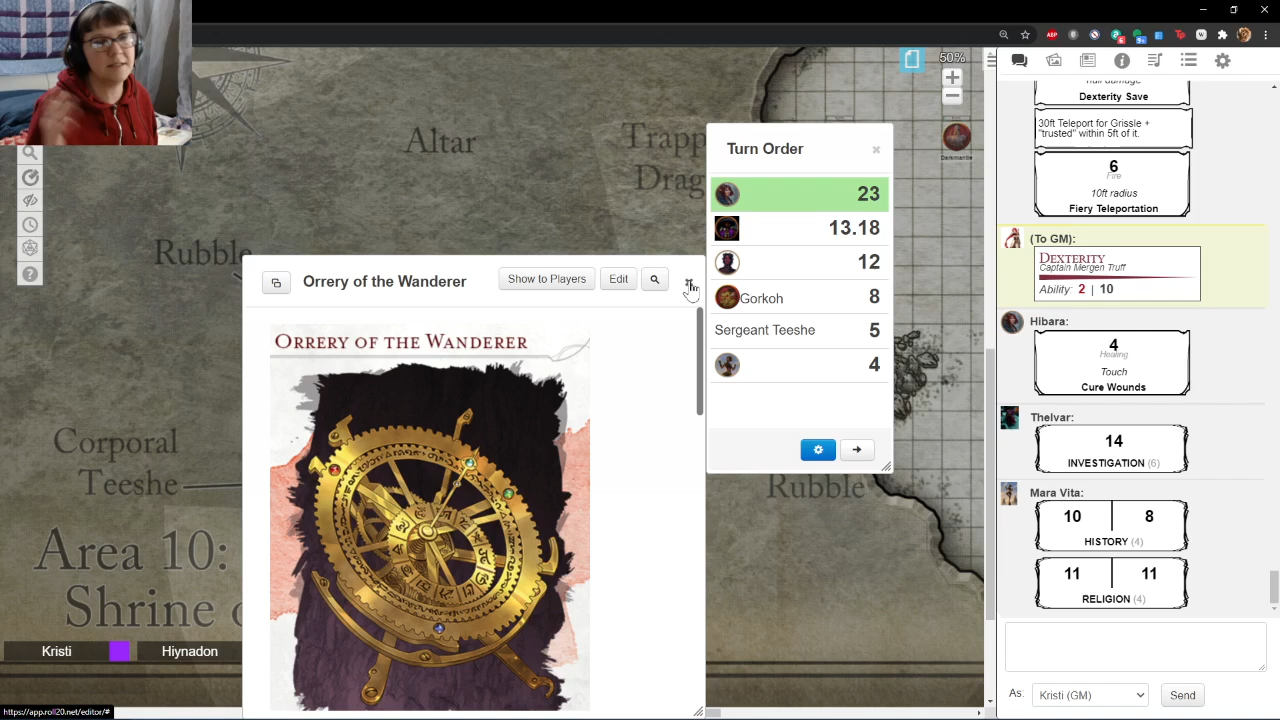 50%
Altar
Trapp
Drag
Rubble
Corporal
Teeshe
Area 10:
Shrine
Rubble
Kristi
Hiynadon
https://app.roll20.net/editor/#
Orrery of the Wanderer
Show to Players
Edit
ORRERY OF THE WANDERER
Turn Order
23
13.18
12
Gorkoh 8
Sergeant Teeshe 5
4
Darkmantle
Dexterity Save
30ft Teleport for Grissle +
"trusted" within 5ft of it.
6
Fire
10ft radius
Fiery Teleportation
(To GM):
DEXTERITY
Captain Mergen Truff
Ability: 2 | 10
Hibara:
4
Healing
Touch
Cure Wounds
Thelvar:
14
INVESTIGATION (6)
Mara Vita:
10 8
HISTORY (4)
11 11
RELIGION (4)
Kristi (GM)
Send